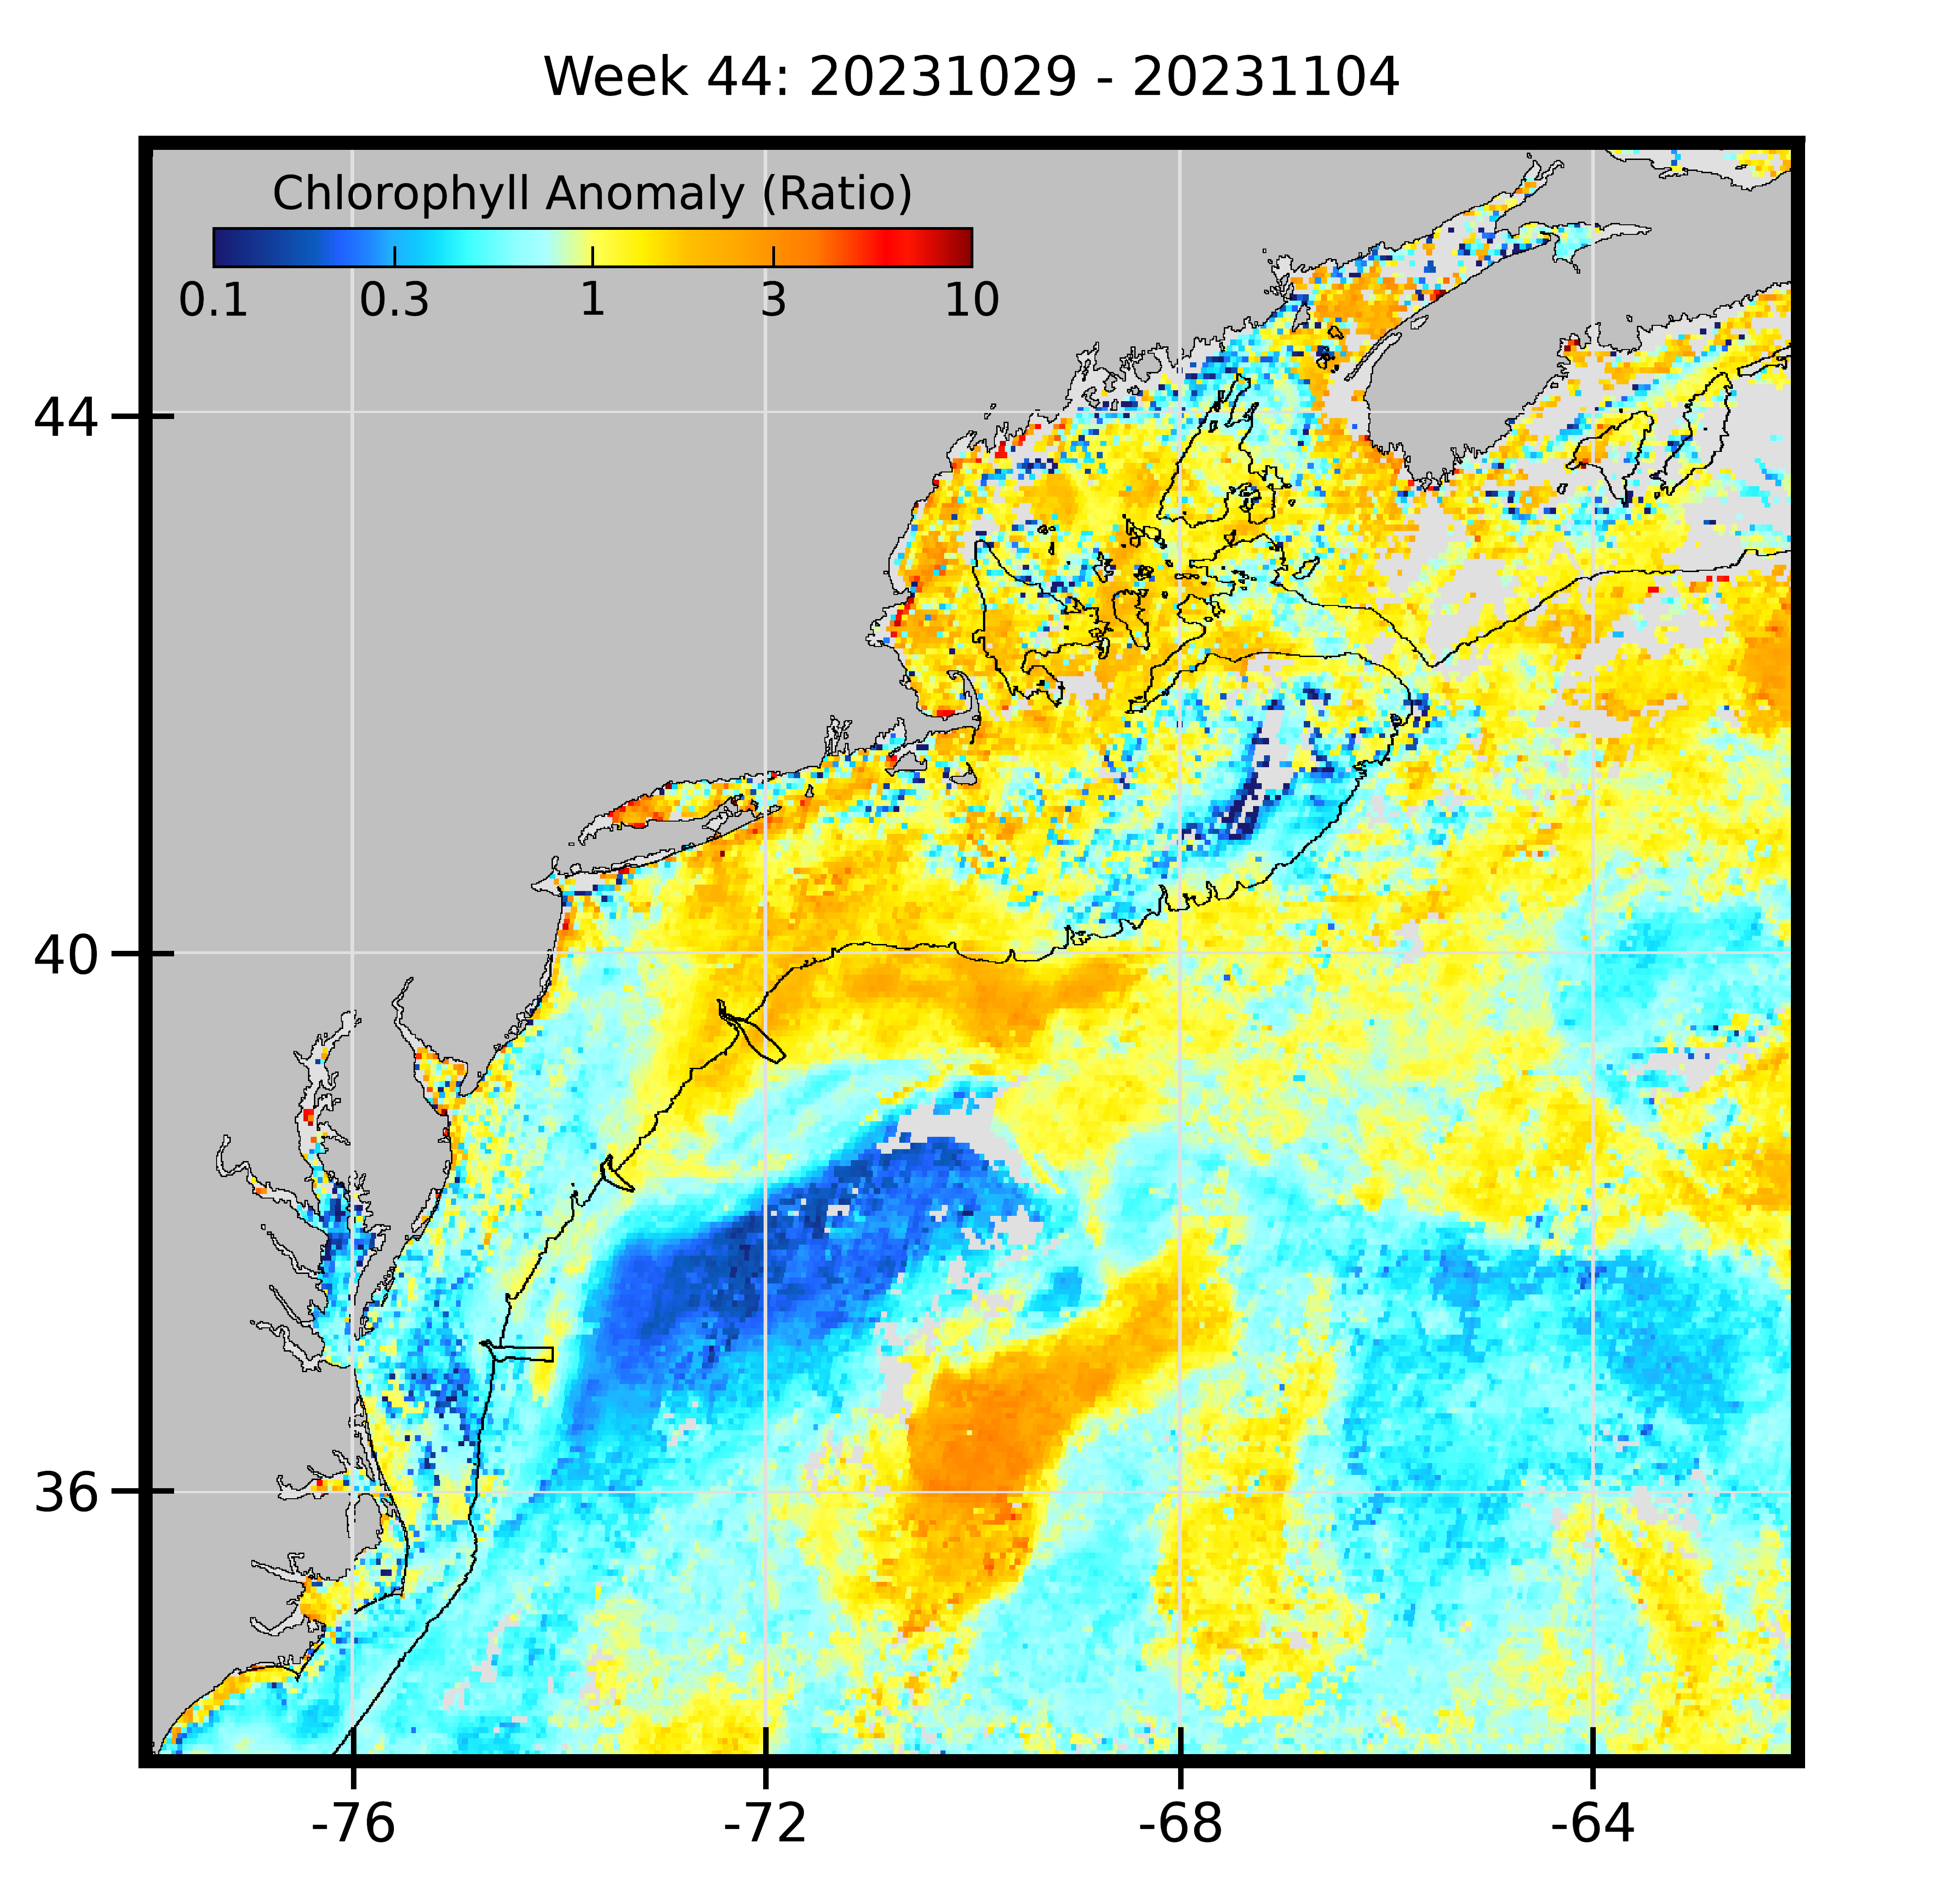 Week 44: 20231029 - 20231104
Chlorophyll Anomaly (Ratio)
0.1 0.3 1 3 10
44
40
36
-76 -72 -68 -64